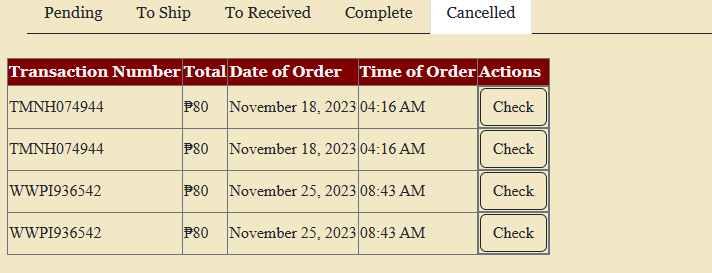 Pending To Ship To Received Complete Cancelled
Transaction Number Total Date of Order Time of Order Actions
TMNH074944 ₱80 November 18, 2023 04:16 AM Check
TMNH074944 ₱80 November 18, 2023 04:16 AM Check
WWPI936542 ₱80 November 25, 2023 08:43 AM Check
WWPI936542 ₱80 November 25, 2023 08:43 AM Check